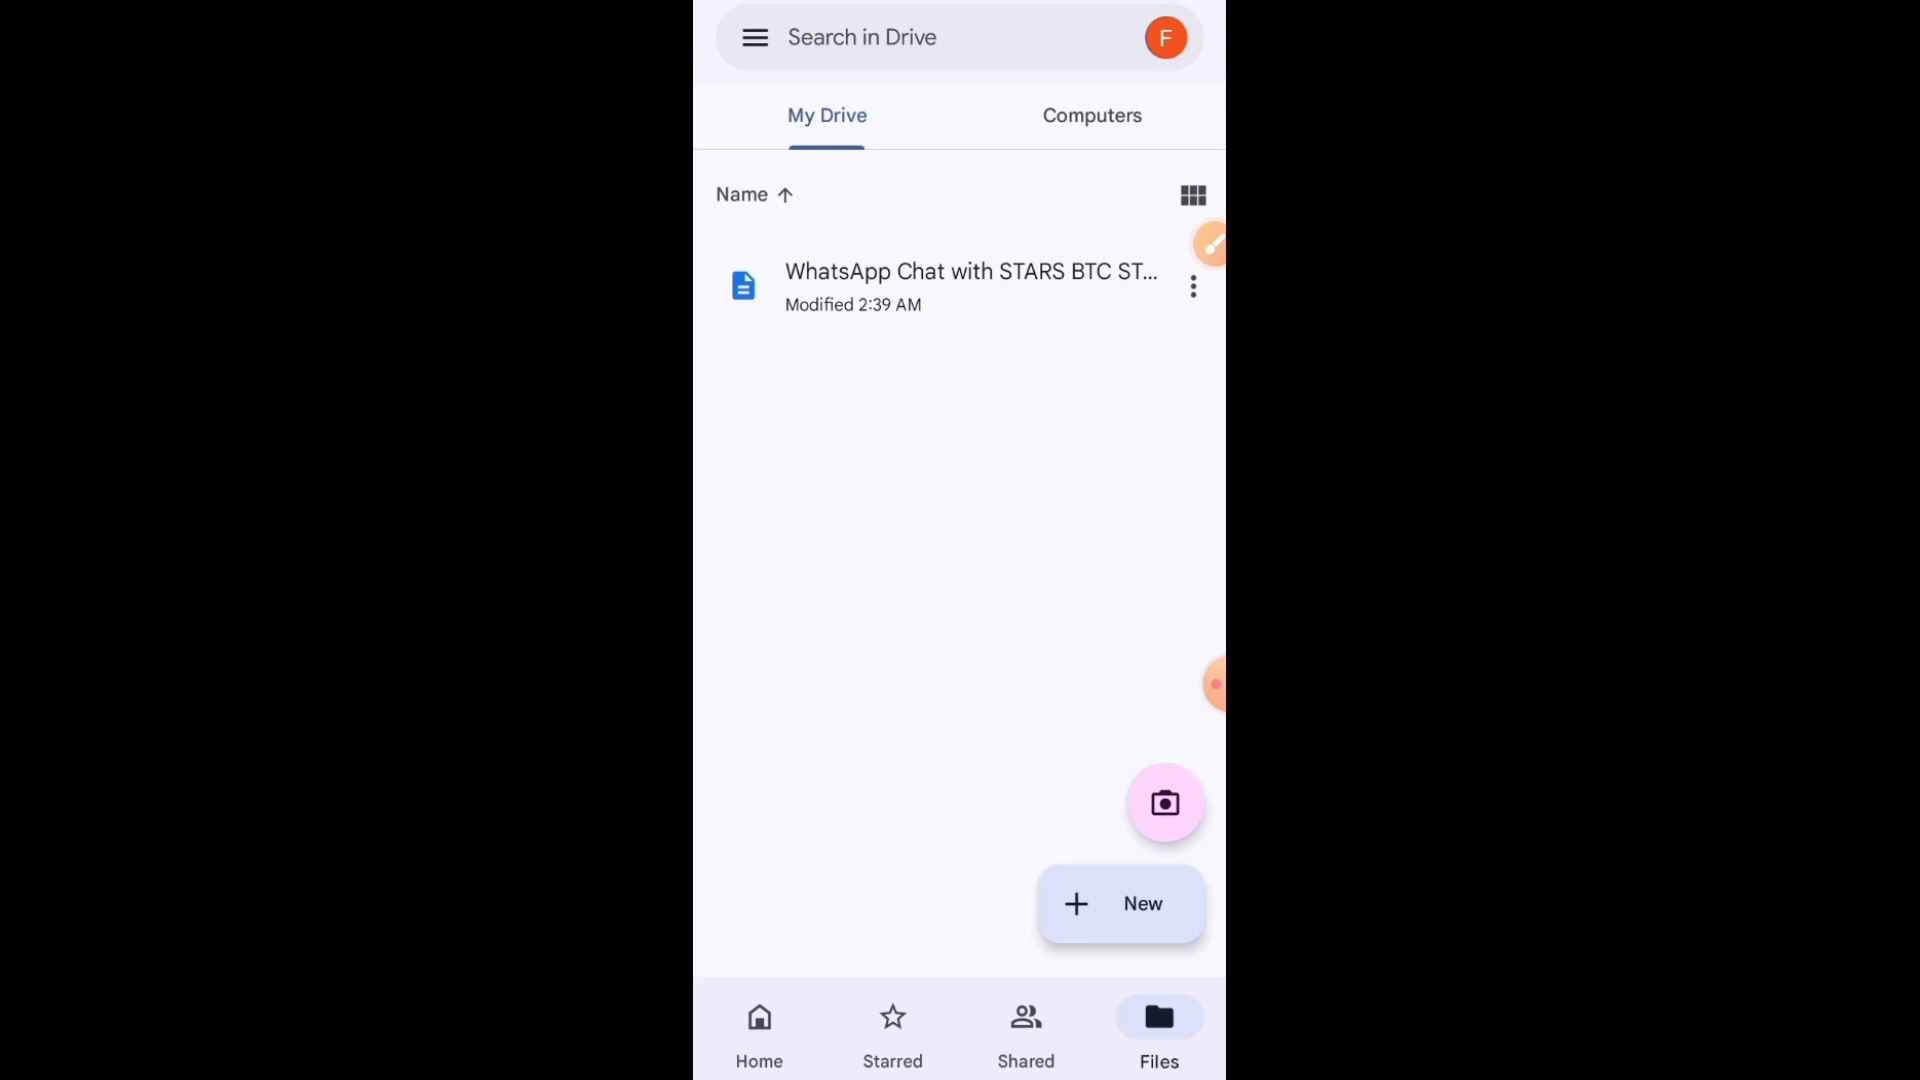 Search in Drive
F
My Drive
Computers
Name
WhatsApp Chat with STARS BTC ST...
Modified 2:39 AM
New
Home
Starred
Shared
Files